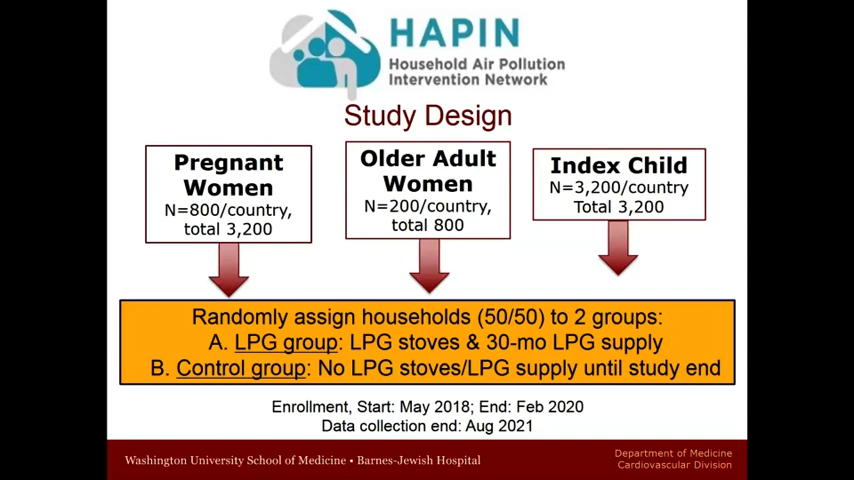 HAPIN
Household Air Pollution
Intervention Network
Study Design
Pregnant
Women
N=800/country,
total 3,200
Older Adult
Women
N=200/country,
total 800
Index Child
N=3,200/country
Total 3,200
Randomly assign households (50/50) to 2 groups:
A. LPG group: LPG stoves & 30-mo LPG supply
B. Control group: No LPG stoves/LPG supply until study end
Enrollment, Start: May 2018; End: Feb 2020
Data collection end: Aug 2021
Washington University School of Medicine • Barnes-Jewish Hospital
Department of Medicine
Cardiovascular Division